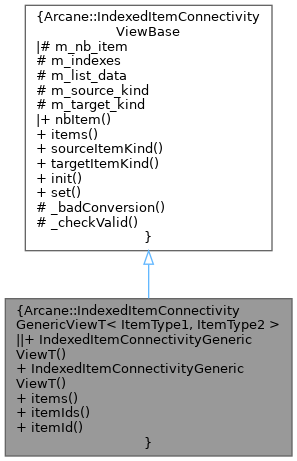 {Arcane::IndexedItemConnectivity
ViewBase
|# m_nb_item
# m_indexes
# m_list_data
# m_source_kind
# m_target_kind
|+ nbItem()
+ items()
+ sourceItemKind()
+ targetItemKind()
+ init()
+ set()
# _badConversion()
# _checkValid()
}
{Arcane::IndexedItemConnectivity
GenericViewT< ItemType1, ItemType2 >
||+ IndexedItemConnectivityGeneric
ViewT()
+ IndexedItemConnectivityGeneric
ViewT()
+ items()
+ itemIds()
+ itemId()
}